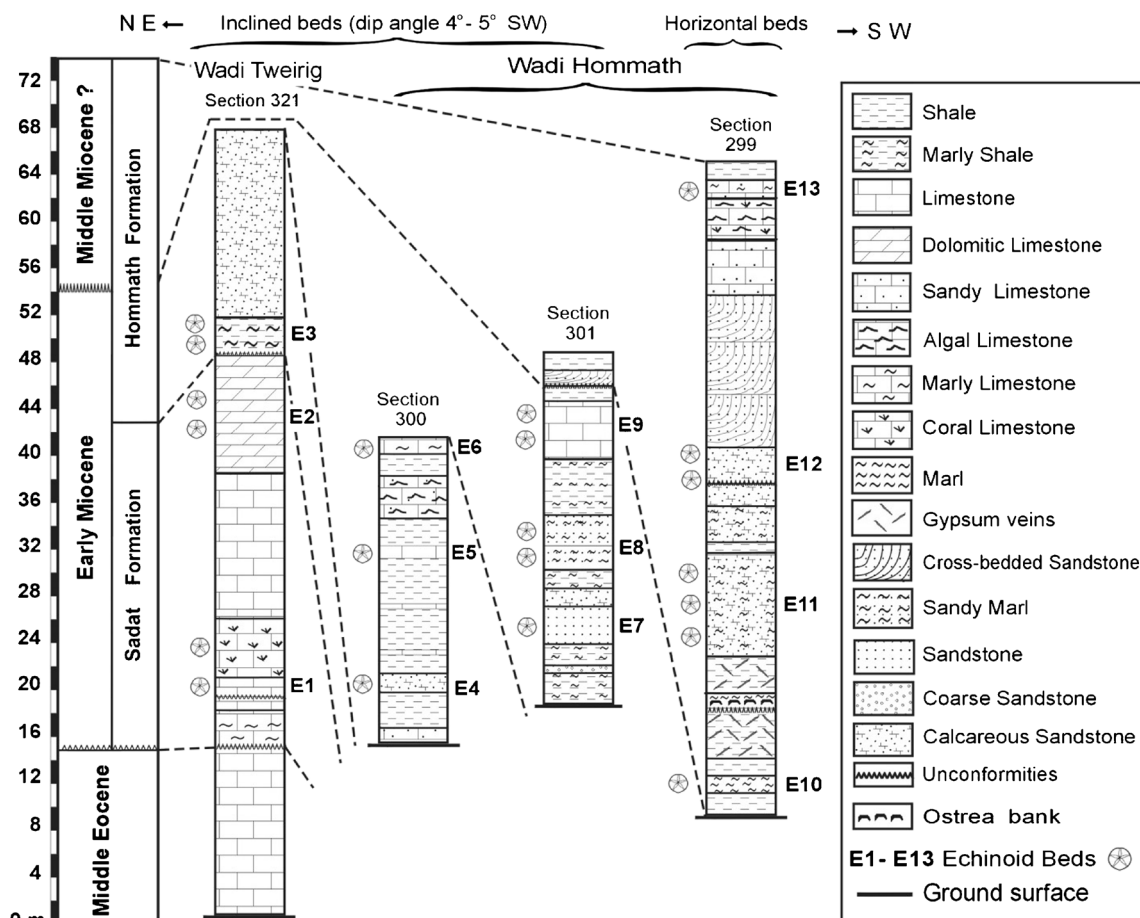 N E
Inclined beds (dip angle 4°- 5° SW)
Horizontal beds
S W
Wadi Tweirig
Wadi Hommath
Section 321
Section
299
Section
301
Section
300
72
68
64
60
56
52
48
44
40
36
32
28
24
20
16
12
8
4
0 m
Middle Miocene ?
Early Miocene
Middle Eocene
Hommath Formation
Sadat Formation
E3
E2
E1
E6
E5
E4
E9
E8
E7
E13
E12
E11
E10
Shale
Marly Shale
Limestone
Dolomitic Limestone
Sandy Limestone
Algal Limestone
Marly Limestone
Coral Limestone
Marl
Gypsum veins
Cross-bedded Sandstone
Sandy Marl
Sandstone
Coarse Sandstone
Calcareous Sandstone
Unconformities
Ostrea bank
E1- E13 Echinoid Beds
Ground surface